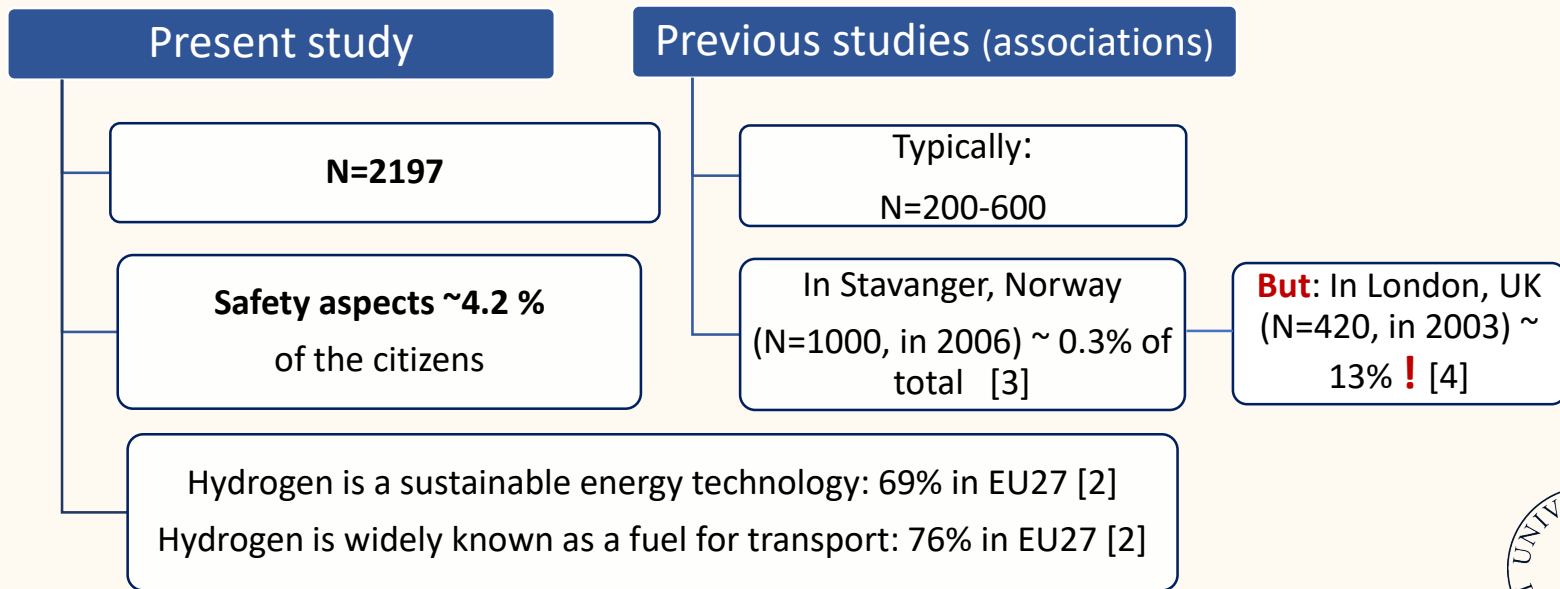 Present study
Previous studies (associations)
N=2197
Typically:
N=200-600
Safety aspects ~4.2 %
of the citizens
In Stavanger, Norway
(N=1000, in 2006) ~ 0.3% of
total [3]
But: In London, UK
(N=420, in 2003) ~
13% ! [4]
Hydrogen is a sustainable energy technology: 69% in EU27 [2]
Hydrogen is widely known as a fuel for transport: 76% in EU27 [2]
UNIV